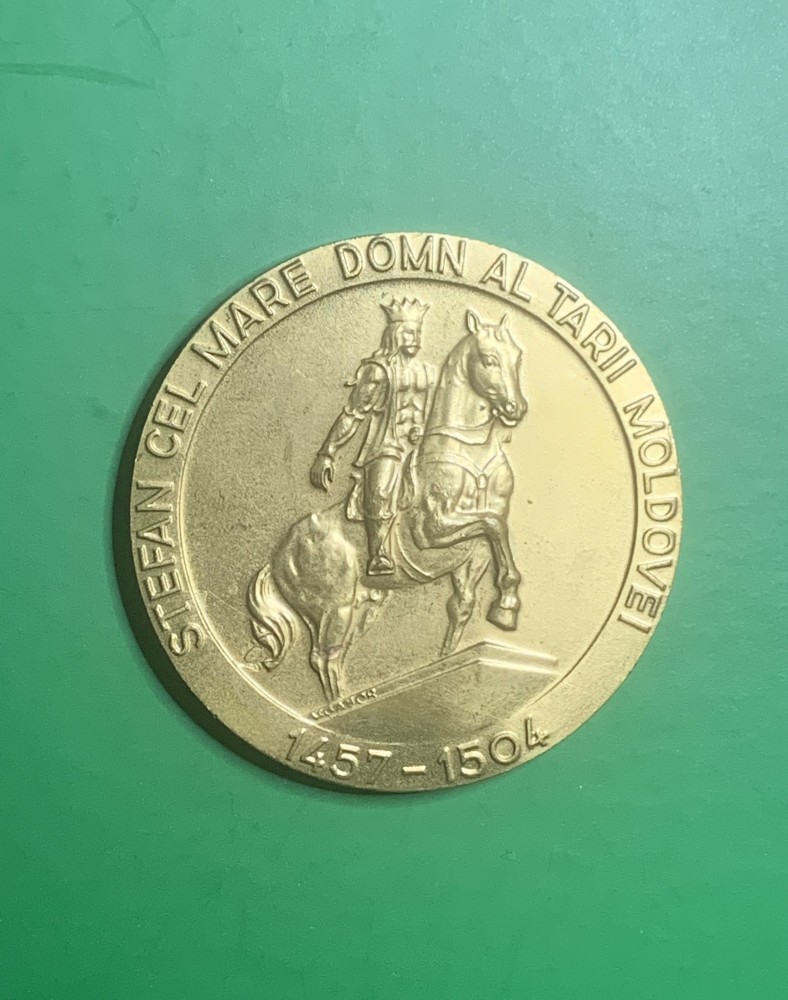 STEFAN CEL MARE DOMN AL TARII MOLDOVEI
1457-1504